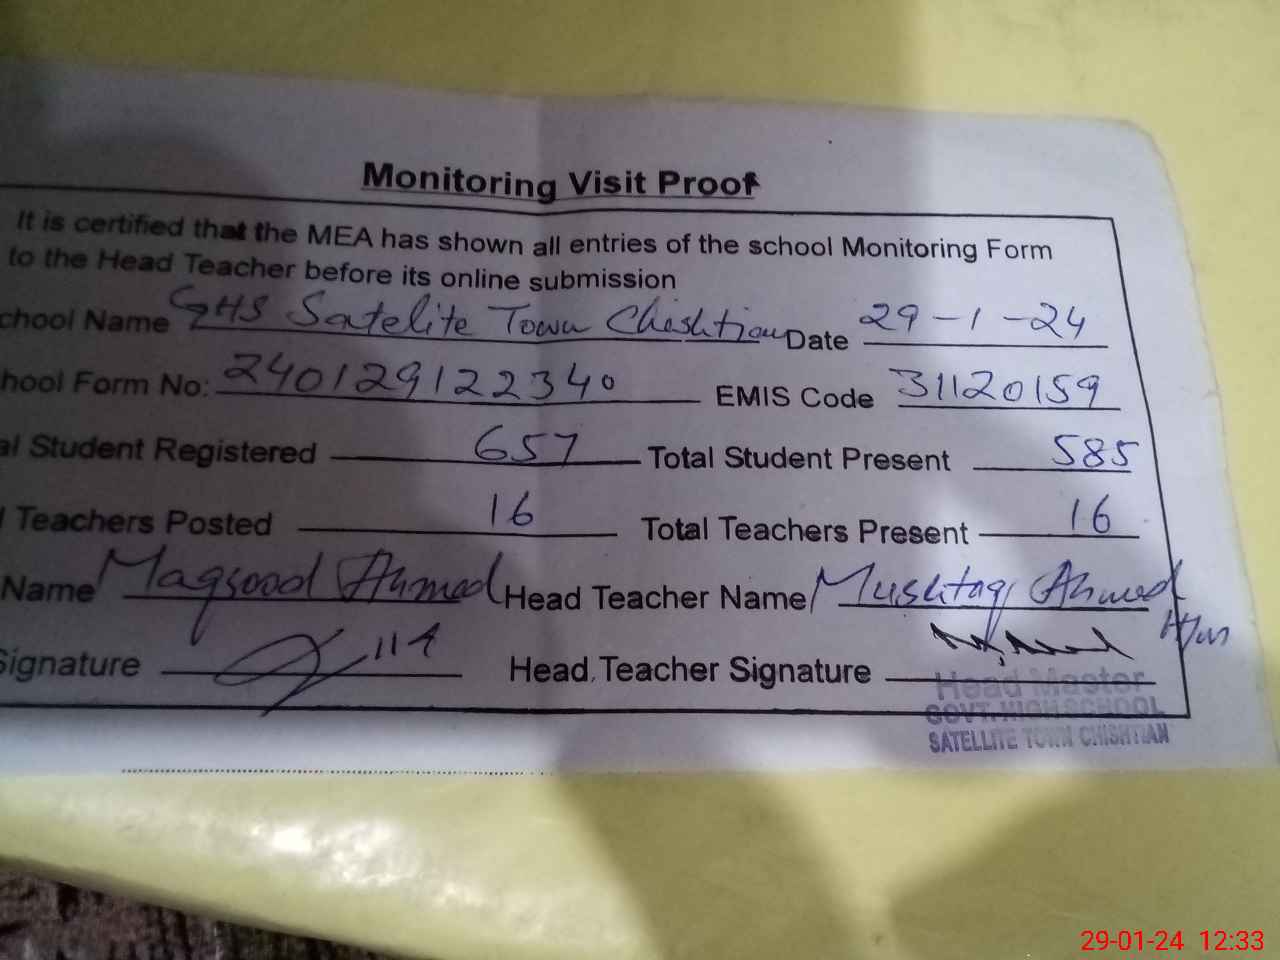 Monitoring Visit Proof
It is certified that the MEA has shown all entries of the school Monitoring Form
to the Head Teacher before its online submission
chool Name GHS Satelite Town Chishtian Date 29-1-24
hool Form No: 240129122340 EMIS Code 31120159
al Student Registered 657 Total Student Present 585
l Teachers Posted 16 Total Teachers Present 16
Name Maqsood Ahmed Head Teacher Name Mushtaq Ahmed
Signature 114 Head Teacher Signature
Head Master
GOVT. HIGH SCHOOL
SATELLITE TOWN CHISHTIAN
29-01-24 12:33